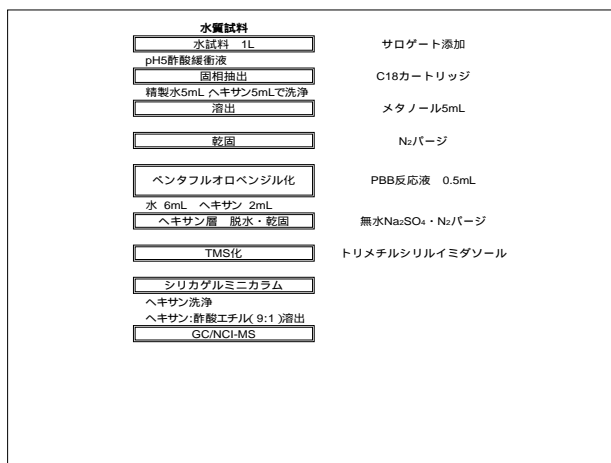 水質試料
水試料 1L サロゲート添加
pH5酢酸緩衝液
固相抽出 C18カートリッジ
精製水5mL ヘキサン5mLで洗浄
溶出 メタノール5mL
乾固 N₂パージ
ペンタフルオロベンジル化 PBB反応液 0.5mL
水 6mL ヘキサン 2mL
ヘキサン層 脱水・乾固 無水Na₂SO₄・N₂パージ
TMS化 トリメチルシリルイミダゾール
シリカゲルミニカラム
ヘキサン洗浄
ヘキサン:酢酸エチル(9:1)溶出
GC/NCI-MS